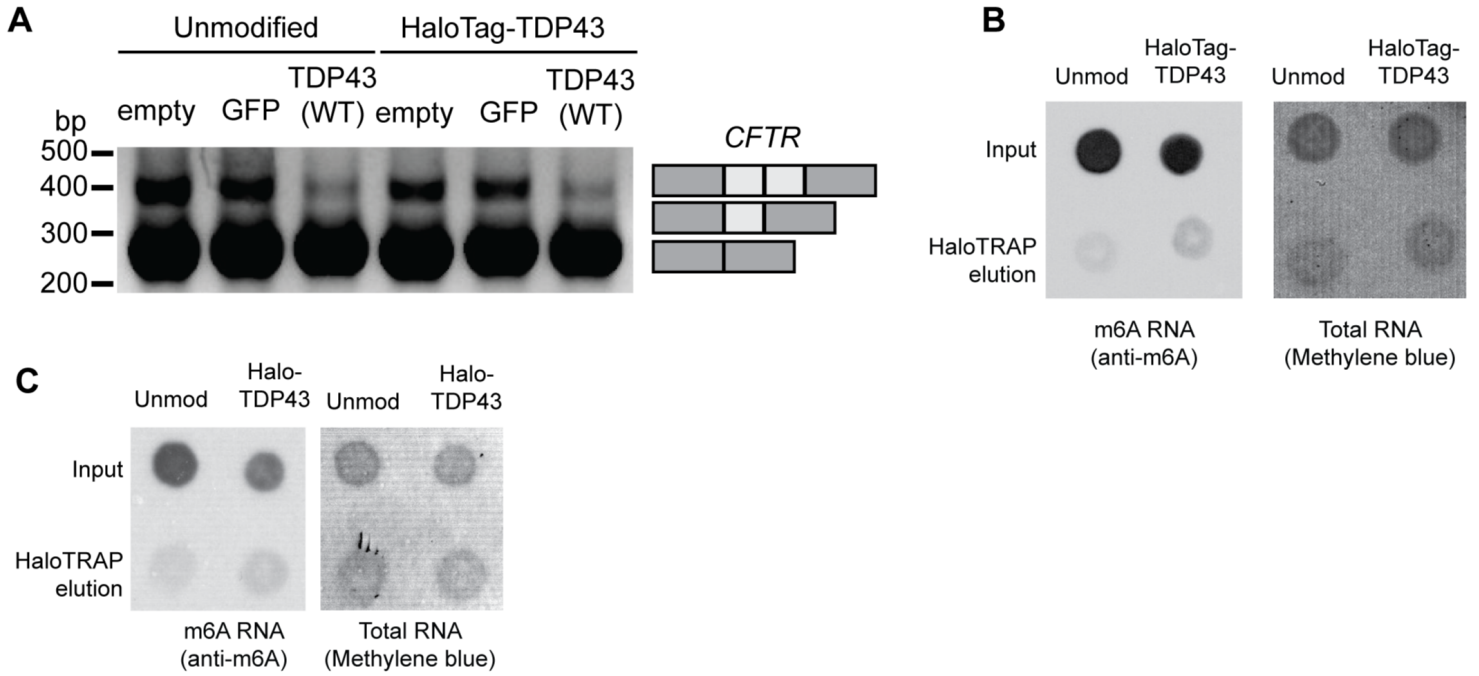 A
Unmodified
HaloTag-TDP43
bp
empty
GFP
TDP43
(WT)
empty
GFP
TDP43
(WT)
500
400
300
200
CFTR
B
Unmod
HaloTag-
TDP43
Unmod
HaloTag-
TDP43
Input
HaloTRAP
elution
m6A RNA
(anti-m6A)
Total RNA
(Methylene blue)
C
Unmod
Halo-
TDP43
Unmod
Halo-
TDP43
Input
HaloTRAP
elution
m6A RNA
(anti-m6A)
Total RNA
(Methylene blue)